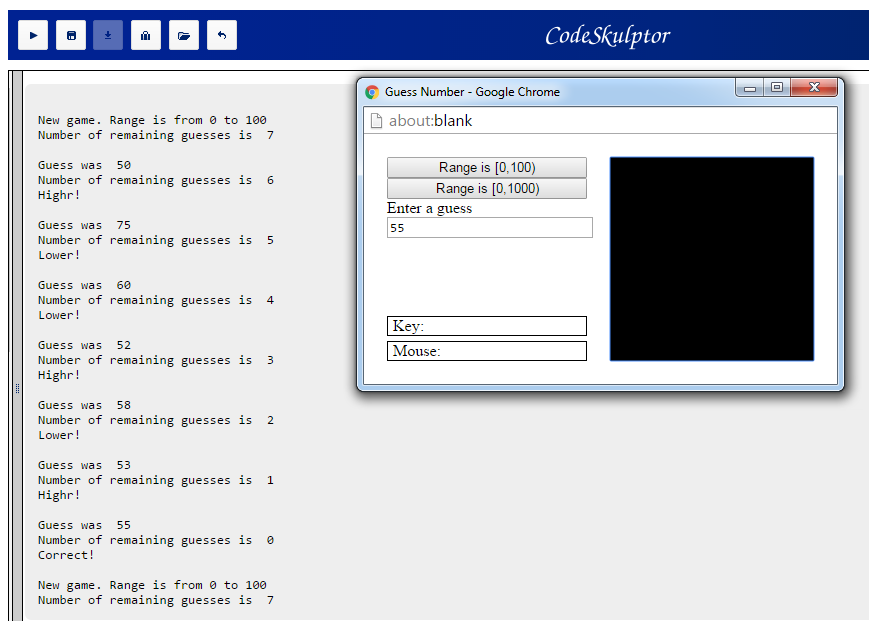 CodeSkulptor
New game. Range is from 0 to 100
Number of remaining guesses is  7
Guess was  50
Number of remaining guesses is  6
Highr!
Guess was  75
Number of remaining guesses is  5
Lower!
Guess was  60
Number of remaining guesses is  4
Lower!
Guess was  52
Number of remaining guesses is  3
Highr!
Guess was  58
Number of remaining guesses is  2
Lower!
Guess was  53
Number of remaining guesses is  1
Highr!
Guess was  55
Number of remaining guesses is  0
Correct!
New game. Range is from 0 to 100
Number of remaining guesses is  7
Guess Number - Google Chrome
about:blank
Range is [0,100)
Range is [0,1000)
Enter a guess
55
Key:
Mouse: